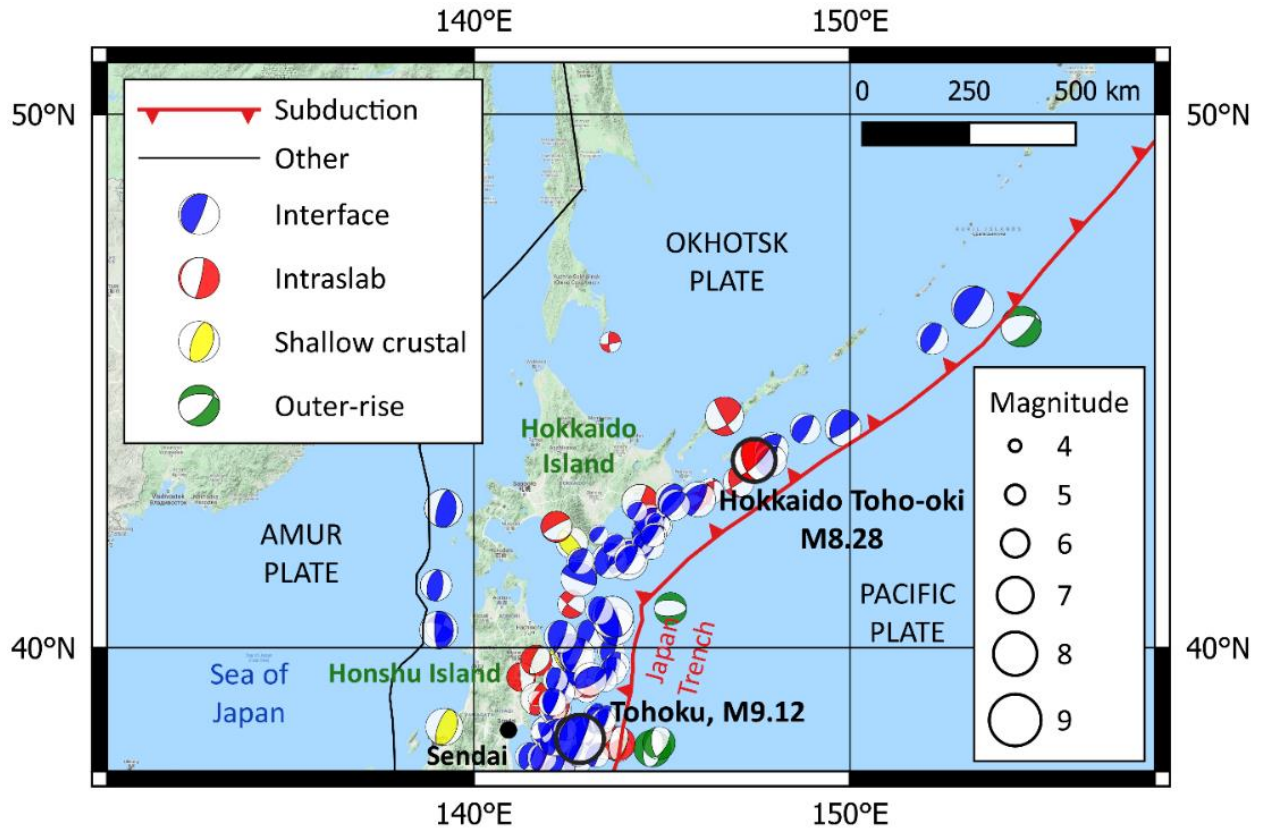 140°E
150°E
50°N
50°N
Subduction
Other
Interface
Intraslab
Shallow crustal
Outer-rise
0 250 500 km
OKHOTSK
PLATE
Hokkaido
Island
Magnitude
4
5
6
7
8
9
Hokkaido Toho-oki
M8.28
AMUR
PLATE
PACIFIC
PLATE
40°N
40°N
Japan
Trench
Sea of
Japan
Honshu Island
Tohoku, M9.12
Sendai
140°E
150°E